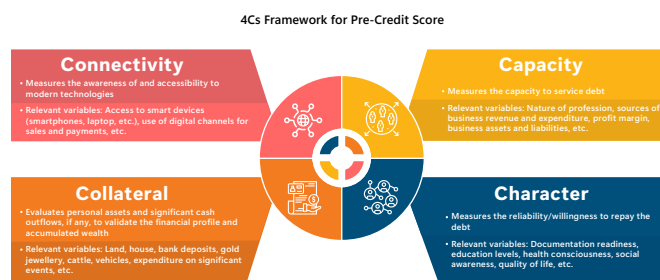 4Cs Framework for Pre-Credit Score
Connectivity
• Measures the awareness of and accessibility to
modern technologies
• Relevant variables: Access to smart devices
(smartphones, laptop, etc.), use of digital channels for
sales and payments, etc.
Capacity
• Measures the capacity to service debt
• Relevant variables: Nature of profession, sources of
business revenue and expenditure, profit margin,
business assets and liabilities, etc.
Collateral
• Evaluates personal assets and significant cash
outflows, if any, to validate the financial profile and
accumulated wealth
• Relevant variables: Land, house, bank deposits, gold
jewellery, cattle, vehicles, expenditure on significant
events, etc.
Character
• Measures the reliability/willingness to repay the
debt
• Relevant variables: Documentation readiness,
education levels, health consciousness, social
awareness, quality of life, etc.